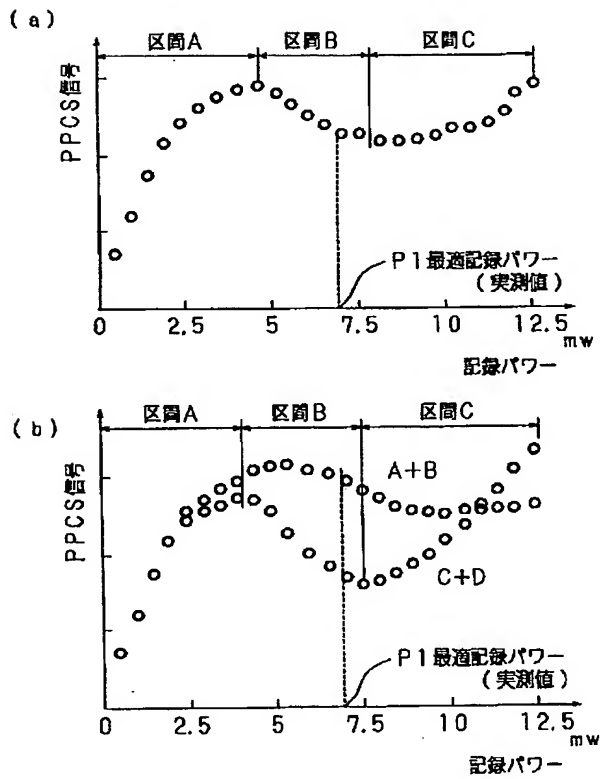 (a)
区間A 区間B 区間C
PPCS信号
P1最適記録パワー
(実測値)
0 2.5 5 7.5 10 12.5
mw
記録パワー
(b)
区間A 区間B 区間C
PPCS信号
A+B
C+D
P1最適記録パワー
(実測値)
0 2.5 5 7.5 10 12.5
mw
記録パワー